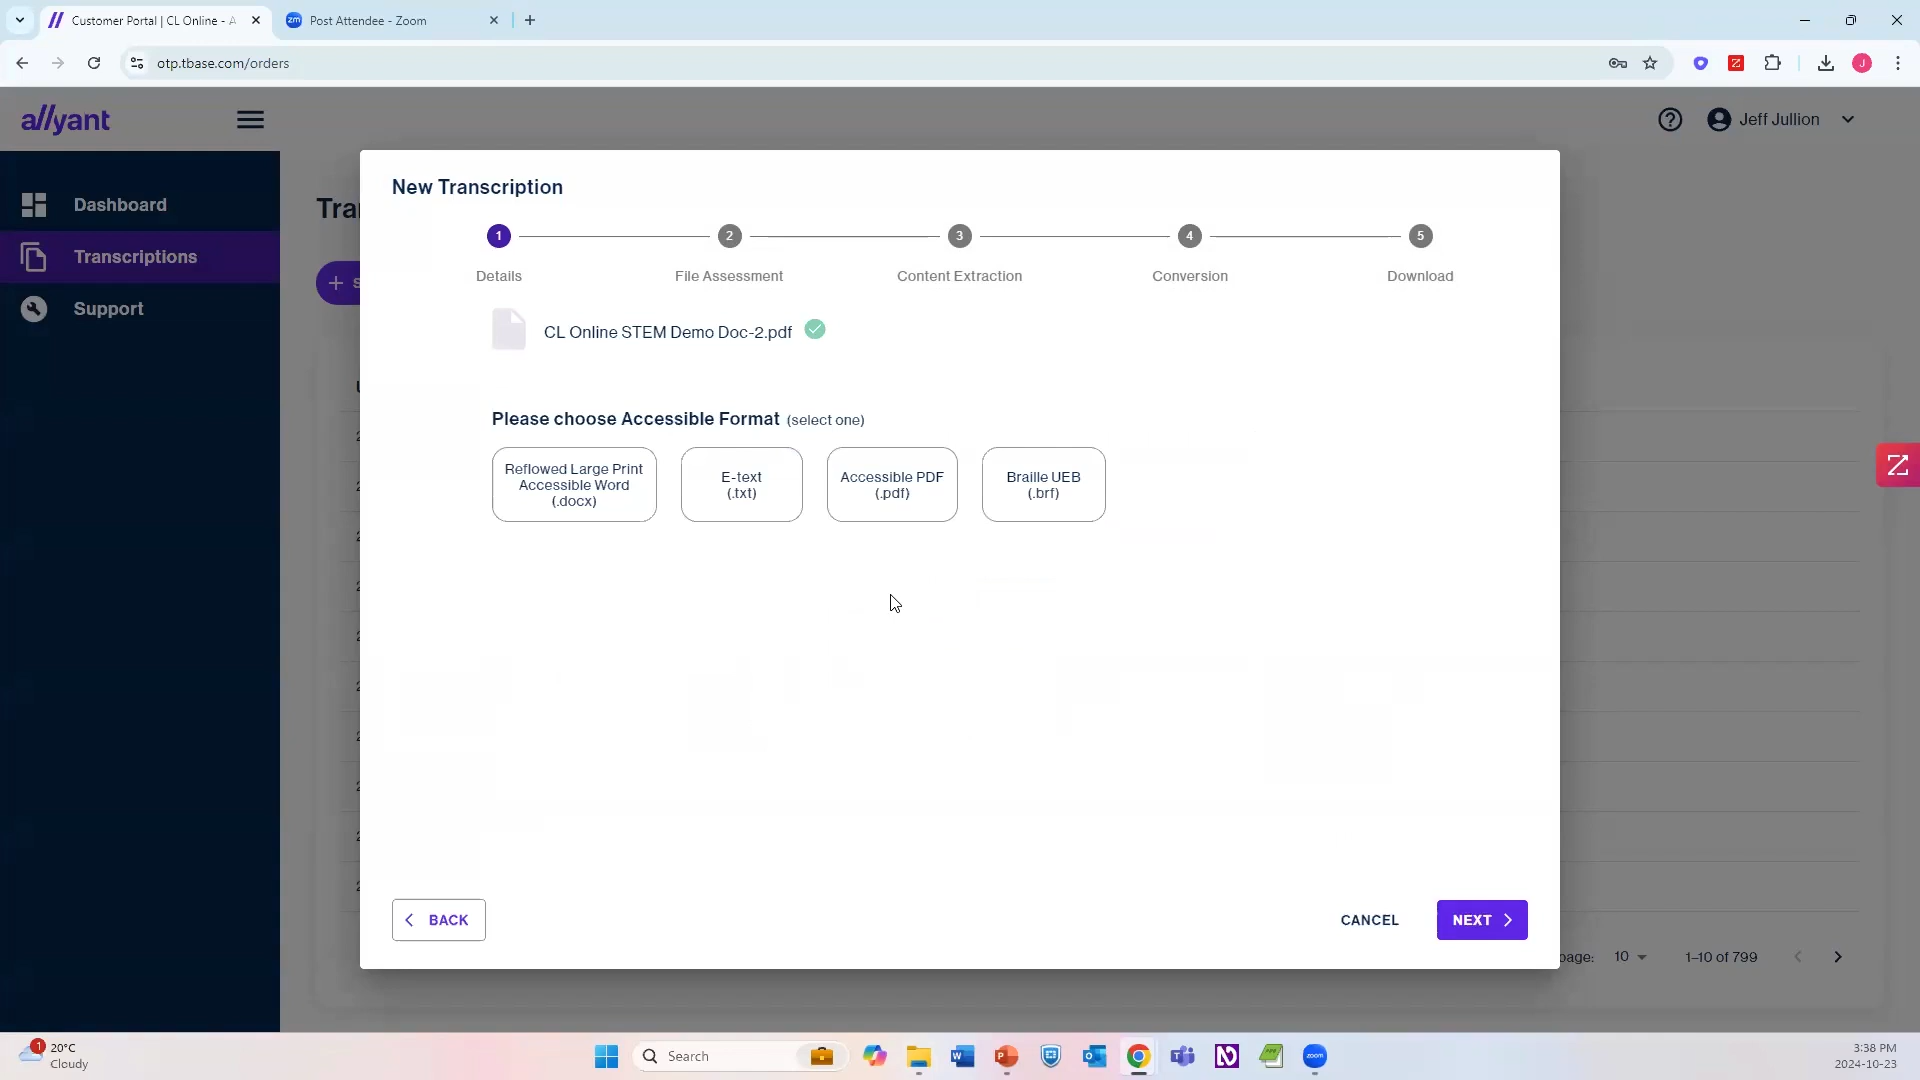 Customer Portal | CL Online - A
Post Attendee - Zoom
otp.tbase.com/orders
J
allyant
Jeff Jullion
Dashboard
Transcriptions
Support
New Transcription
1
2
3
4
5
Details
File Assessment
Content Extraction
Conversion
Download
CL Online STEM Demo Doc-2.pdf
Please choose Accessible Format (select one)
Reflowed Large Print
Accessible Word
(.docx)
E-text
(.txt)
Accessible PDF
(.pdf)
Braille UEB
(.brf)
BACK
CANCEL
NEXT
page: 10
1–10 of 799
1
20°C
Cloudy
Search
zoom
3:38 PM
2024-10-23